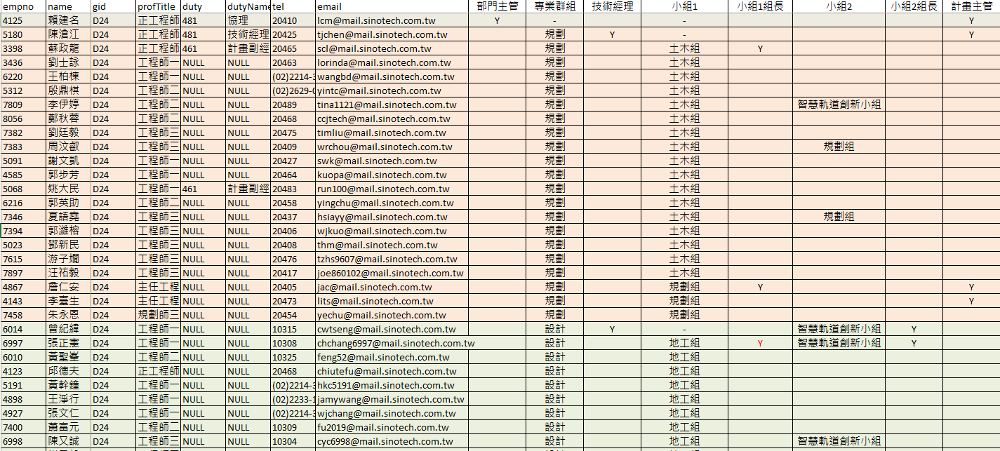 empno name gid profTitle duty dutyName tel email 部門主管 專業群組 技術經理 小組1 小組1組長 小組2 小組2組長 計畫主管
4125 賴建名 D24 正工程師 481 協理 20410 lcm@mail.sinotech.com.tw Y - - Y
5180 陳滄江 D24 正工程師 481 技術經理 20425 tjchen@mail.sinotech.com.tw 規劃 Y - Y
3398 蘇政龍 D24 正工程師 461 計畫副經 20465 scl@mail.sinotech.com.tw 規劃 土木組 Y
3436 劉士詠 D24 工程師一 NULL NULL 20463 lorinda@mail.sinotech.com.tw 規劃 土木組
6220 王柏棟 D24 工程師一 NULL NULL (02)2214-3 wangbd@mail.sinotech.com.tw 規劃 土木組
5312 殷鼎棋 D24 工程師二 NULL NULL (02)2629-0 yintc@mail.sinotech.com.tw 規劃 土木組
7809 李伊婷 D24 工程師二 NULL NULL 20489 tina1121@mail.sinotech.com.tw 規劃 土木組 智慧軌道創新小組
8056 鄭秋蓉 D24 工程師二 NULL NULL 20468 ccjtech@mail.sinotech.com.tw 規劃 土木組
7382 劉廷毅 D24 工程師三 NULL NULL 20475 timliu@mail.sinotech.com.tw 規劃 土木組
7383 周汶叡 D24 工程師三 NULL NULL 20409 wrchou@mail.sinotech.com.tw 規劃 土木組 規劃組
5091 謝文凱 D24 工程師一 NULL NULL 20427 swk@mail.sinotech.com.tw 規劃 土木組
4585 郭步芳 D24 工程師一 NULL NULL 20464 kuopa@mail.sinotech.com.tw 規劃 土木組
5068 姚大民 D24 工程師一 461 計畫副經 20483 run100@mail.sinotech.com.tw 規劃 土木組
6216 郭英助 D24 工程師二 NULL NULL 20458 yingchu@mail.sinotech.com.tw 規劃 土木組
7346 夏語蕘 D24 工程師三 NULL NULL 20437 hsiayy@mail.sinotech.com.tw 規劃 土木組 規劃組
7394 郭濰榕 D24 工程師三 NULL NULL 20406 wjkuo@mail.sinotech.com.tw 規劃 土木組
5023 鄧新民 D24 工程師三 NULL NULL 20408 thm@mail.sinotech.com.tw 規劃 土木組
7615 游子嫺 D24 工程師三 NULL NULL 20476 tzhs9607@mail.sinotech.com.tw 規劃 土木組
7897 汪祐毅 D24 工程師三 NULL NULL 20417 joe860102@mail.sinotech.com.tw 規劃 土木組
4867 詹仁安 D24 主任工程 NULL NULL 20405 jac@mail.sinotech.com.tw 規劃 規劃組 Y Y
4143 李臺生 D24 主任工程 NULL NULL 20473 lits@mail.sinotech.com.tw 規劃 規劃組 Y
7458 朱永恩 D24 規劃師三 NULL NULL 20454 yechu@mail.sinotech.com.tw 規劃 規劃組
6014 曾紀緯 D24 工程師一 NULL NULL 10315 cwtseng@mail.sinotech.com.tw 設計 Y - 智慧軌道創新小組 Y
6997 張正憲 D24 工程師一 NULL NULL 10308 chchang6997@mail.sinotech.com.tw 設計 地工組 Y 智慧軌道創新小組 Y
6010 黃聖峯 D24 工程師二 NULL NULL 10325 feng52@mail.sinotech.com.tw 設計 地工組
4123 邱德夫 D24 正工程師 NULL NULL 20468 chiutefu@mail.sinotech.com.tw 設計 地工組
5191 黃幹鐘 D24 工程師一 NULL NULL (02)2214-3 hkc5191@mail.sinotech.com.tw 設計 地工組
4898 王淨行 D24 工程師一 NULL NULL (02)2233-1 jamywang@mail.sinotech.com.tw 設計 地工組
4927 張文仁 D24 工程師一 NULL NULL (02)2214-3 wjchang@mail.sinotech.com.tw 設計 地工組
7400 蕭富元 D24 工程師二 NULL NULL 10309 fu2019@mail.sinotech.com.tw 設計 地工組
6998 陳又誠 D24 工程師三 NULL NULL 10304 cyc6998@mail.sinotech.com.tw 設計 地工組 智慧軌道創新小組